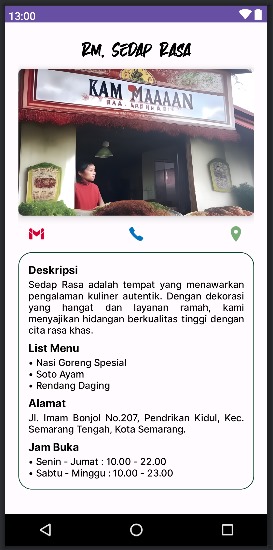 13:00
RM. SEDAP RASA
KAM MAAAAN
Deskripsi
Sedap Rasa adalah tempat yang menawarkan
pengalaman kuliner autentik. Dengan dekorasi
yang hangat dan layanan ramah, kami
menyajikan hidangan berkualitas tinggi dengan
cita rasa khas.
List Menu
• Nasi Goreng Spesial
• Soto Ayam
• Rendang Daging
Alamat
Jl. Imam Bonjol No.207, Pendrikan Kidul, Kec.
Semarang Tengah, Kota Semarang.
Jam Buka
• Senin - Jumat : 10.00 - 22.00
• Sabtu - Minggu : 10.00 - 23.00